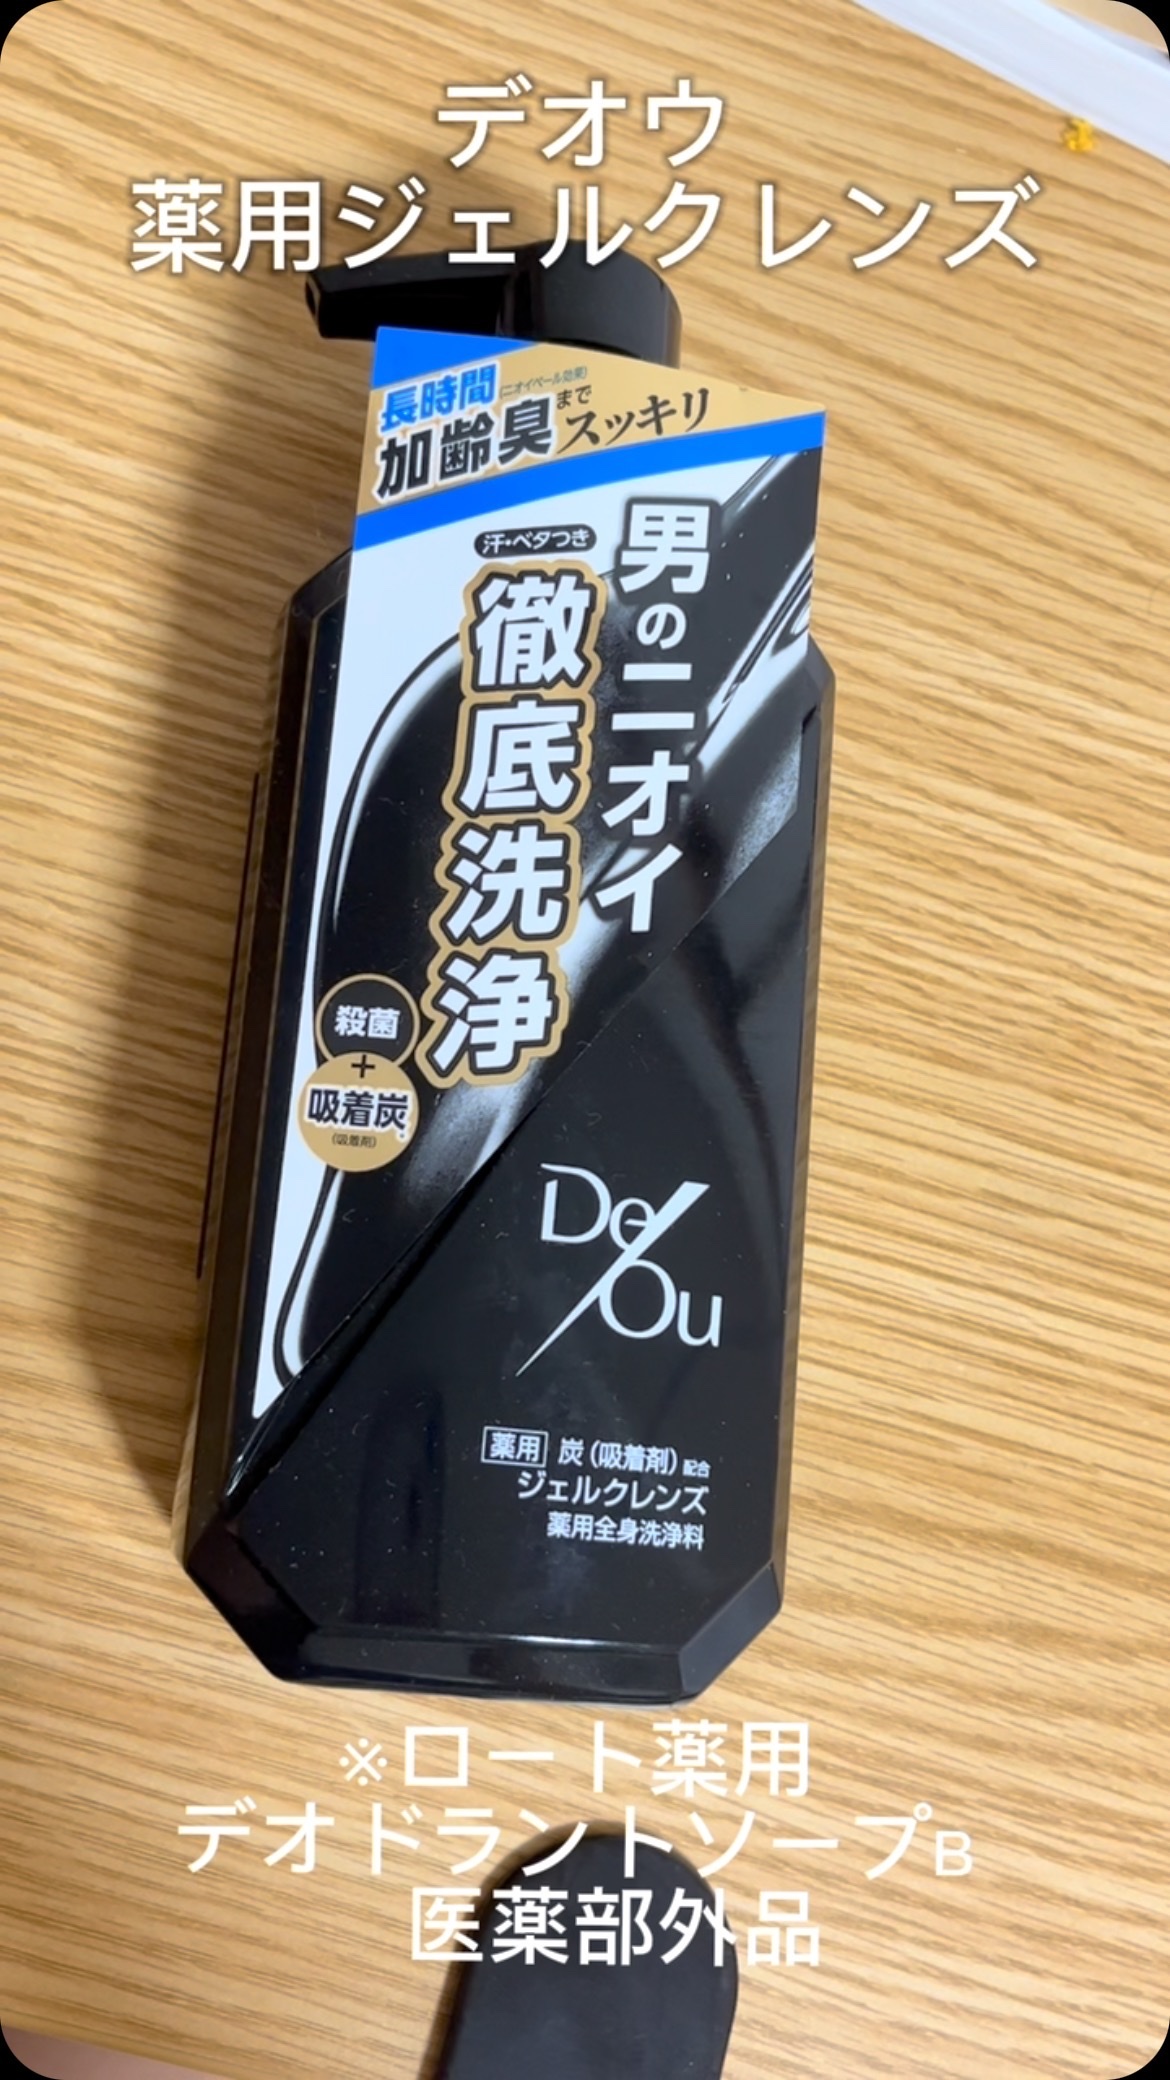 デオウ
薬用ジェルクレンズ
長時間
(ニオイベール効果)
加齢臭までスッキリ
男のニオイ
汗・ベタつき
徹底洗浄
殺菌
+
吸着炭
(吸着剤)
De/Ou
薬用 炭(吸着剤)配合
ジェルクレンズ
薬用全身洗浄料
※ロート薬用
デオドラントソープB
医薬部外品